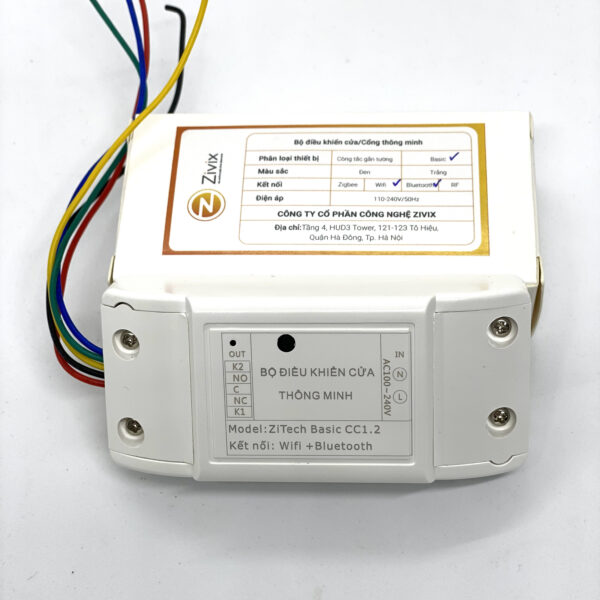 Zivix
Bộ điều khiển cửa/Cổng thông minh
Phân loại thiết bị Công tắc gắn tường Basic
Màu sắc Đen Trắng
Kết nối Zigbee Wifi Bluetooth RF
Điện áp 110-240V/50Hz
CÔNG TY CỔ PHẦN CÔNG NGHỆ ZIVIX
Địa chỉ:Tầng 4, HUD3 Tower, 121-123 Tô Hiệu,
Quận Hà Đông, Tp. Hà Nội
OUT
K2
NO
C
NC
K1
BỘ ĐIỀU KHIỂN CỬA
THÔNG MINH
IN
AC100~240V
N
L
Model:ZiTech Basic CC1.2
Kết nối: Wifi +Bluetooth